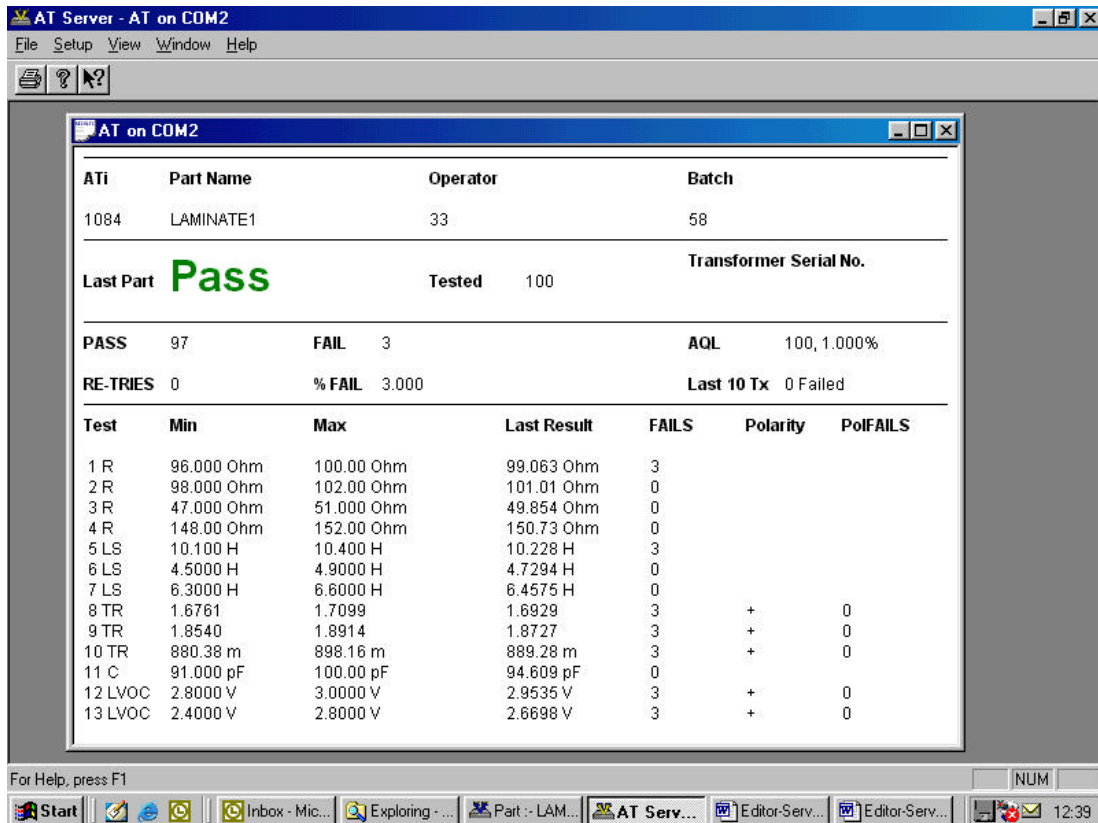 AT Server - AT on COM2
File Setup View Window Help
AT on COM2
ATi Part Name Operator Batch
1084 LAMINATE1 33 58
Transformer Serial No.
Last Part Pass Tested 100
PASS 97 FAIL 3 AQL 100, 1.000%
RE-TRIES 0 % FAIL 3.000 Last 10 Tx 0 Failed
Test Min Max Last Result FAILS Polarity PolFAILS
1 R 96.000 Ohm 100.00 Ohm 99.063 Ohm 3
2 R 98.000 Ohm 102.00 Ohm 101.01 Ohm 0
3 R 47.000 Ohm 51.000 Ohm 49.854 Ohm 0
4 R 148.00 Ohm 152.00 Ohm 150.73 Ohm 0
5 LS 10.100 H 10.400 H 10.228 H 3
6 LS 4.5000 H 4.9000 H 4.7294 H 0
7 LS 6.3000 H 6.6000 H 6.4575 H 0
8 TR 1.6761 1.7099 1.6929 3 + 0
9 TR 1.8540 1.8914 1.8727 3 + 0
10 TR 880.38 m 898.16 m 889.28 m 3 + 0
11 C 91.000 pF 100.00 pF 94.609 pF 0
12 LVOC 2.8000 V 3.0000 V 2.9535 V 3 + 0
13 LVOC 2.4000 V 2.8000 V 2.6698 V 3 + 0
For Help, press F1 NUM
Start Inbox - Mic... Exploring - ... Part :- LAM... AT Serv... Editor-Serv... Editor-Serv... 12:39